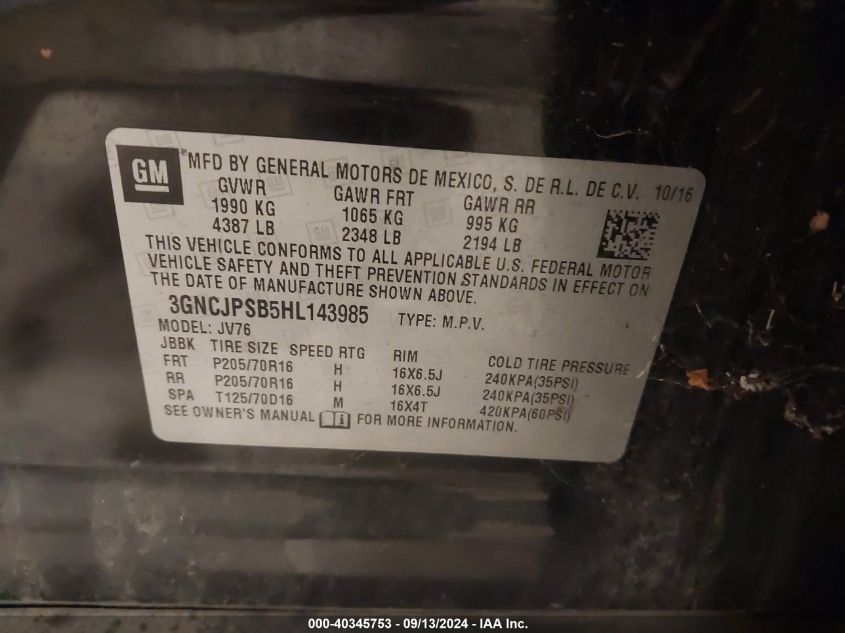 GM
MFD BY GENERAL MOTORS DE MEXICO, S. DE R.L. DE C.V. 10/16
GVWR GAWR FRT GAWR RR
1990 KG 1065 KG 995 KG
4387 LB 2348 LB 2194 LB
THIS VEHICLE CONFORMS TO ALL APPLICABLE U.S. FEDERAL MOTOR
VEHICLE SAFETY AND THEFT PREVENTION STANDARDS IN EFFECT ON
THE DATE OF MANUFACTURE SHOWN ABOVE.
3GNCJPSB5HL143985 TYPE: M.P.V.
MODEL: JV76
JBBK TIRE SIZE SPEED RTG RIM COLD TIRE PRESSURE
FRT P205/70R16 H 16X6.5J 240KPA(35PSI)
RR P205/70R16 H 16X6.5J 240KPA(35PSI)
SPA T125/70D16 M 16X4T 420KPA(60PSI)
SEE OWNER'S MANUAL FOR MORE INFORMATION.
000-40345753 - 09/13/2024 - IAA Inc.